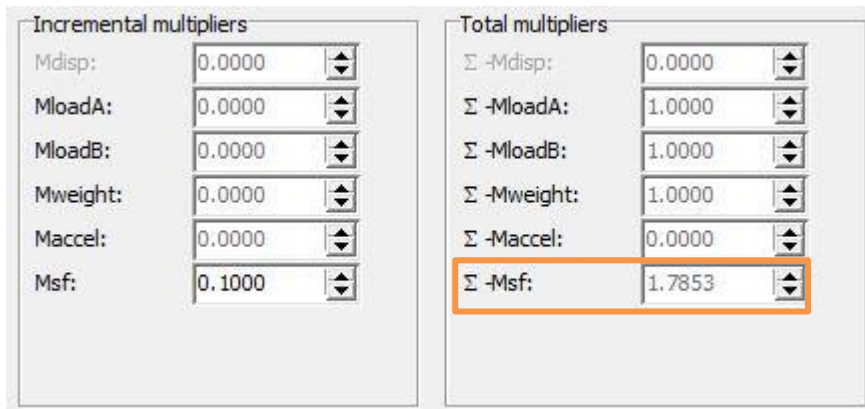 Incremental multipliers
Mdisp: 0.0000
MloadA: 0.0000
MloadB: 0.0000
Mweight: 0.0000
Maccel: 0.0000
Msf: 0.1000
Total multipliers
Σ -Mdisp: 0.0000
Σ -MloadA: 1.0000
Σ -MloadB: 1.0000
Σ -Mweight: 1.0000
Σ -Maccel: 0.0000
Σ -Msf: 1.7853